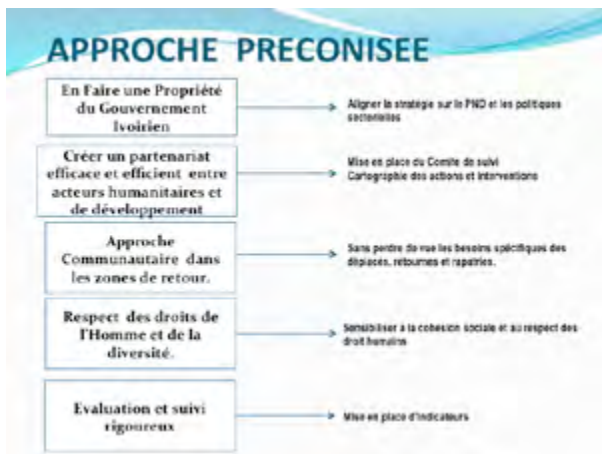 APPROCHE PRECONISEE
En Faire une Propriété
du Gouvernement
Ivoirien
Aligner la stratégie sur le PND et les politiques
sectorielles
Créer un partenariat
efficace et efficient entre
acteurs humanitaires et
de développement
Mise en place du Comite de suivi
Cartographie des actions et interventions
Approche
Communautaire dans
les zones de retour.
Sans perdre de vue les besoins spécifiques des
déplacés, retournes et rapatries.
Respect des droits de
l'Homme et de la
diversité.
Sensibiliser à la cohesion sociale et au respect des
droit humains
Evaluation et suivi
rigoureux
Mise en place d'indicateurs